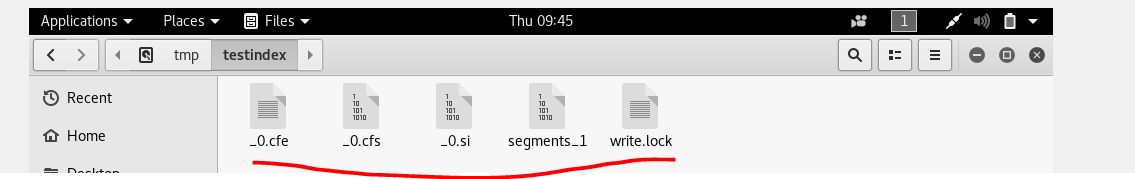 Applications Places Files Thu 09:45 1
tmp testindex
Recent
_0.cfe _0.cfs _0.si segments_1 write.lock
Home
Desktop